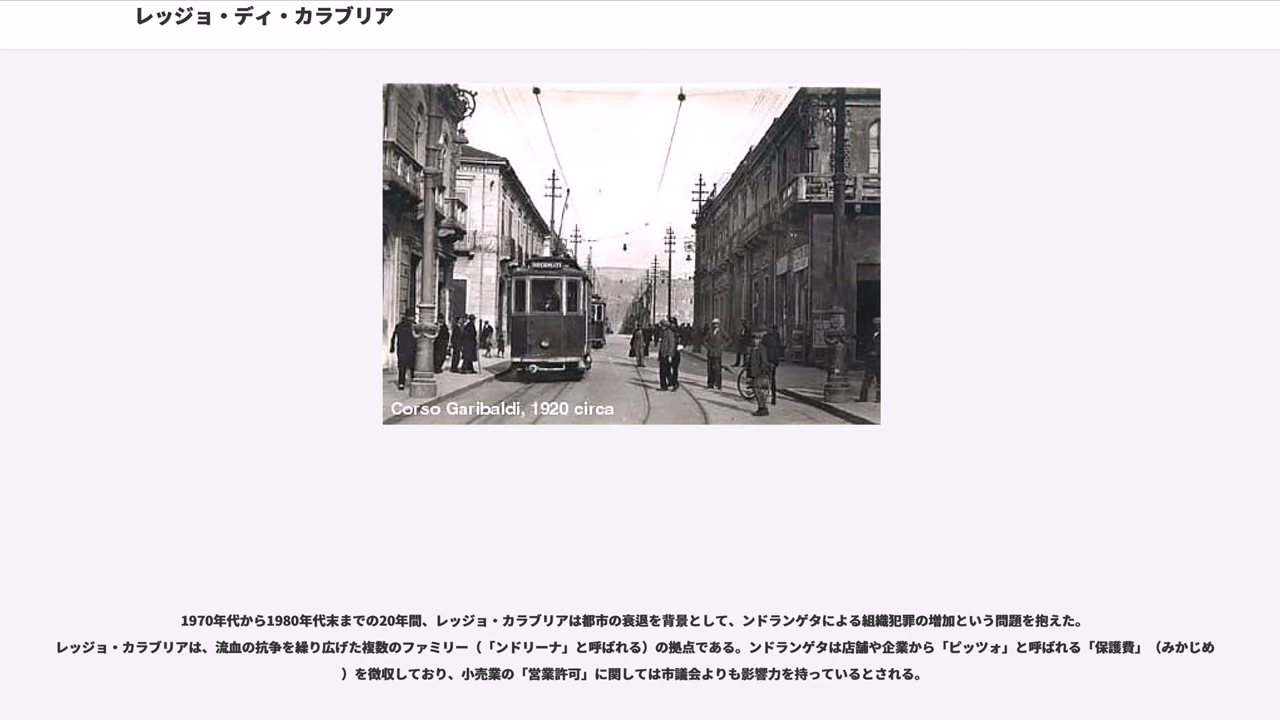 レッジョ・ディ・カラブリア
Corso Garibaldi, 1920 circa
1970年代から1980年代末までの20年間、レッジョ・カラブリアは都市の衰退を背景として、ンドランゲタによる組織犯罪の増加という問題を抱えた。
レッジョ・カラブリアは、流血の抗争を繰り広げた複数のファミリー（「ンドリーナ」と呼ばれる）の拠点である。ンドランゲタは店舗や企業から「ピッツォ」と呼ばれる「保護費」（みかじめ
）を徴収しており、小売業の「営業許可」に関しては市議会よりも影響力を持っているとされる。